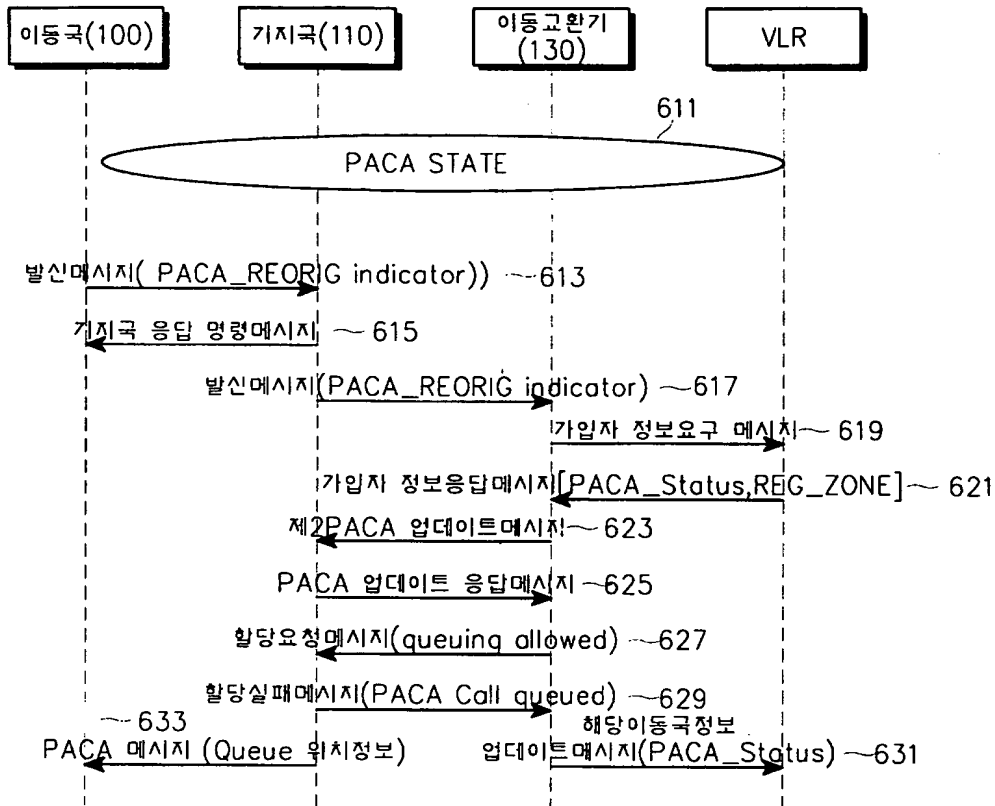 이동국(100)
기지국(110)
이동교환기
(130)
VLR
611
PACA STATE
발신메시지( PACA_REORIG indicator)) 613
기지국 응답 명령메시지 615
발신메시지(PACA_REORIG indicator) 617
가입자 정보요구 메시지 619
가입자 정보응답메시지[PACA_Status,REG_ZONE] 621
제2PACA 업데이트메시지 623
PACA 업데이트 응답메시지 625
할당요청메시지(queuing allowed) 627
할당실패메시지(PACA Call queued) 629
633
PACA 메시지 (Queue 위치정보)
해당이동국정보
업데이트메시지(PACA_Status) 631